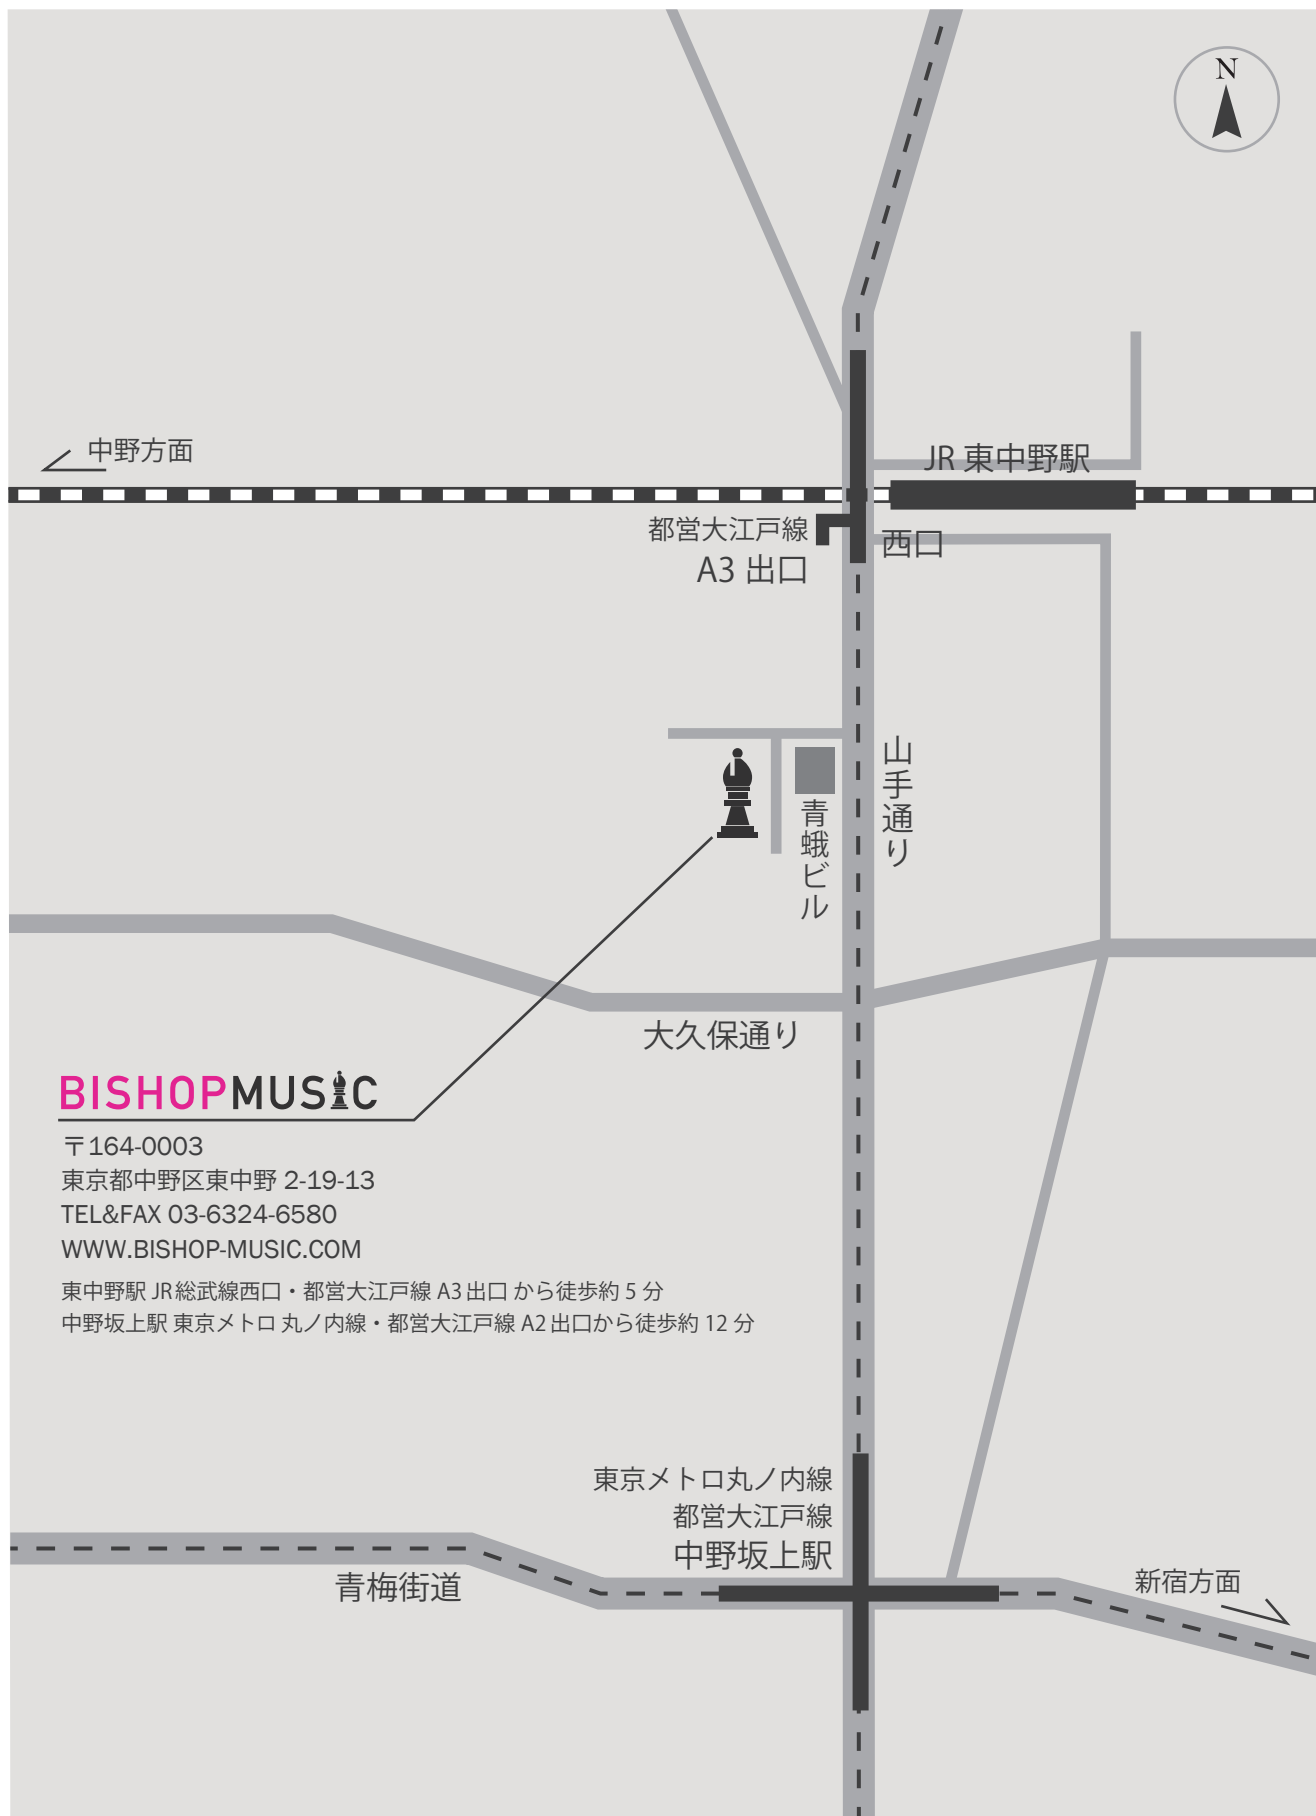 N
中野方面
JR 東中野駅
都営大江戸線
A3 出口
西口
山手通り
青蛾ビル
大久保通り
BISHOPMUSIC
〒164-0003
東京都中野区東中野 2-19-13
TEL&FAX 03-6324-6580
WWW.BISHOP-MUSIC.COM
東中野駅 JR総武線西口・都営大江戸線 A3出口 から徒歩約 5 分
中野坂上駅 東京メトロ 丸ノ内線・都営大江戸線 A2出口から徒歩約 12 分
東京メトロ丸ノ内線
都営大江戸線
中野坂上駅
青梅街道
新宿方面